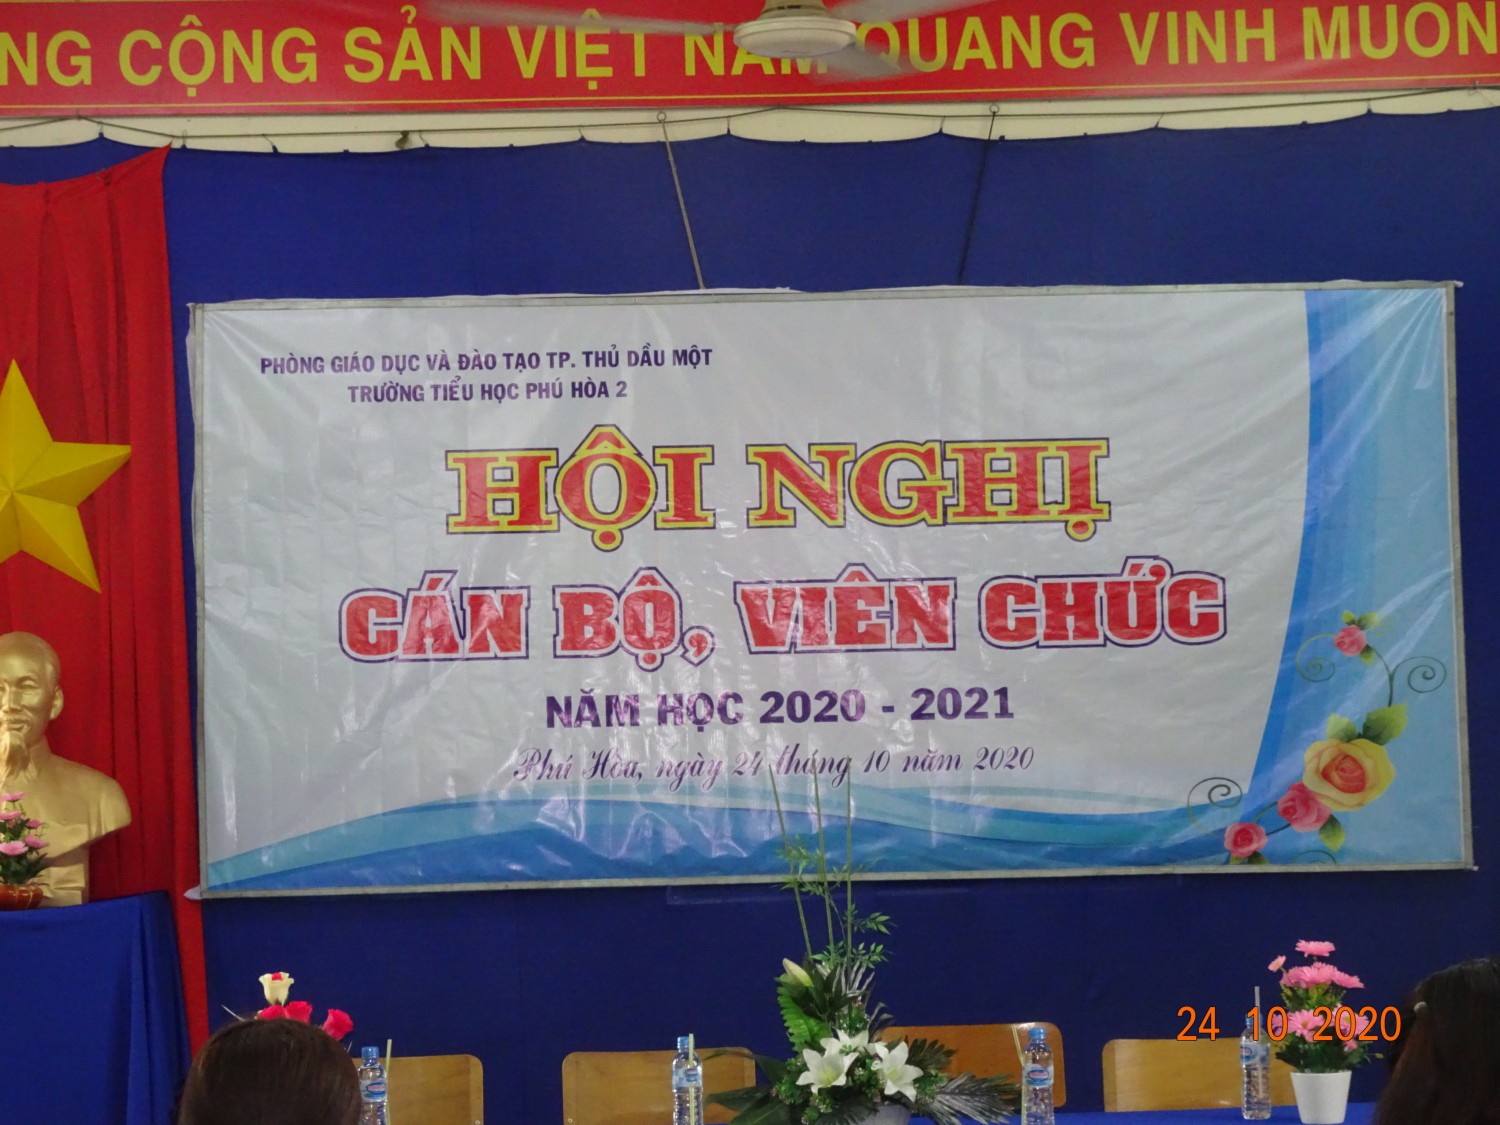 NG CỘNG SẢN VIỆT NAM QUANG VINH MUON
PHÒNG GIÁO DỤC VÀ ĐÀO TẠO TP. THỦ DẦU MỘT
TRƯỜNG TIỂU HỌC PHÚ HÒA 2
HỘI NGHỊ
CÁN BỘ, VIÊN CHỨC
NĂM HỌC 2020 - 2021
Phú Hòa, ngày 24 tháng 10 năm 2020
24 10 2020